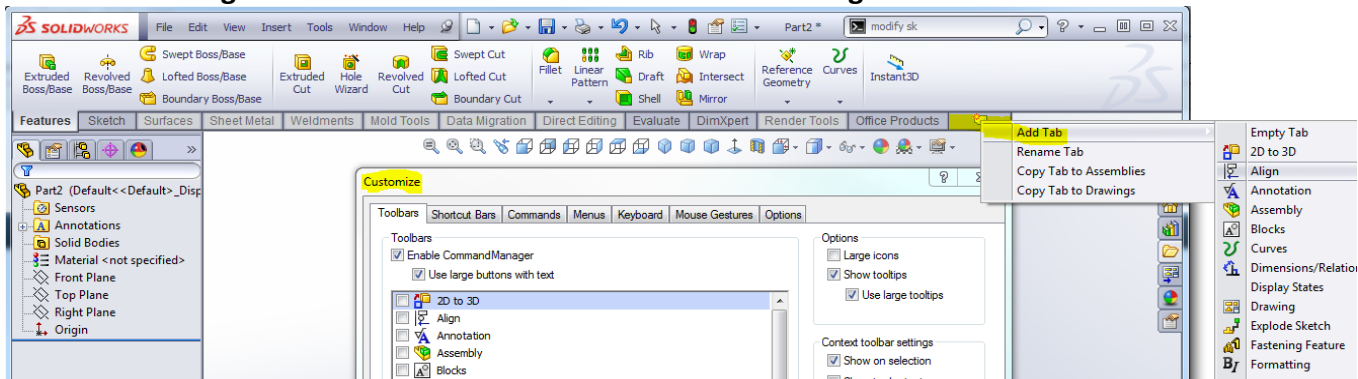 SOLIDWORKS File Edit View Insert Tools Window Help Part2 * modify sk
Extruded Boss/Base Revolved Boss/Base Swept Boss/Base Lofted Boss/Base Boundary Boss/Base Extruded Cut Hole Wizard Revolved Cut Swept Cut Lofted Cut Boundary Cut Fillet Linear Pattern Rib Draft Shell Wrap Intersect Mirror Reference Geometry Curves Instant3D
Features Sketch Surfaces Sheet Metal Weldments Mold Tools Data Migration Direct Editing Evaluate DimXpert Render Tools Office Products
Add Tab
Rename Tab
Copy Tab to Assemblies
Copy Tab to Drawings
Empty Tab
2D to 3D
Align
Annotation
Assembly
Blocks
Curves
Dimensions/Relation
Display States
Drawing
Explode Sketch
Fastening Feature
Formatting
Part2 (Default<<Default>_Disp
Sensors
Annotations
Solid Bodies
Material <not specified>
Front Plane
Top Plane
Right Plane
Origin
Customize
Toolbars Shortcut Bars Commands Menus Keyboard Mouse Gestures Options
Toolbars
Enable CommandManager
Use large buttons with text
2D to 3D
Align
Annotation
Assembly
Blocks
Options
Large icons
Show tooltips
Use large tooltips
Context toolbar settings
Show on selection